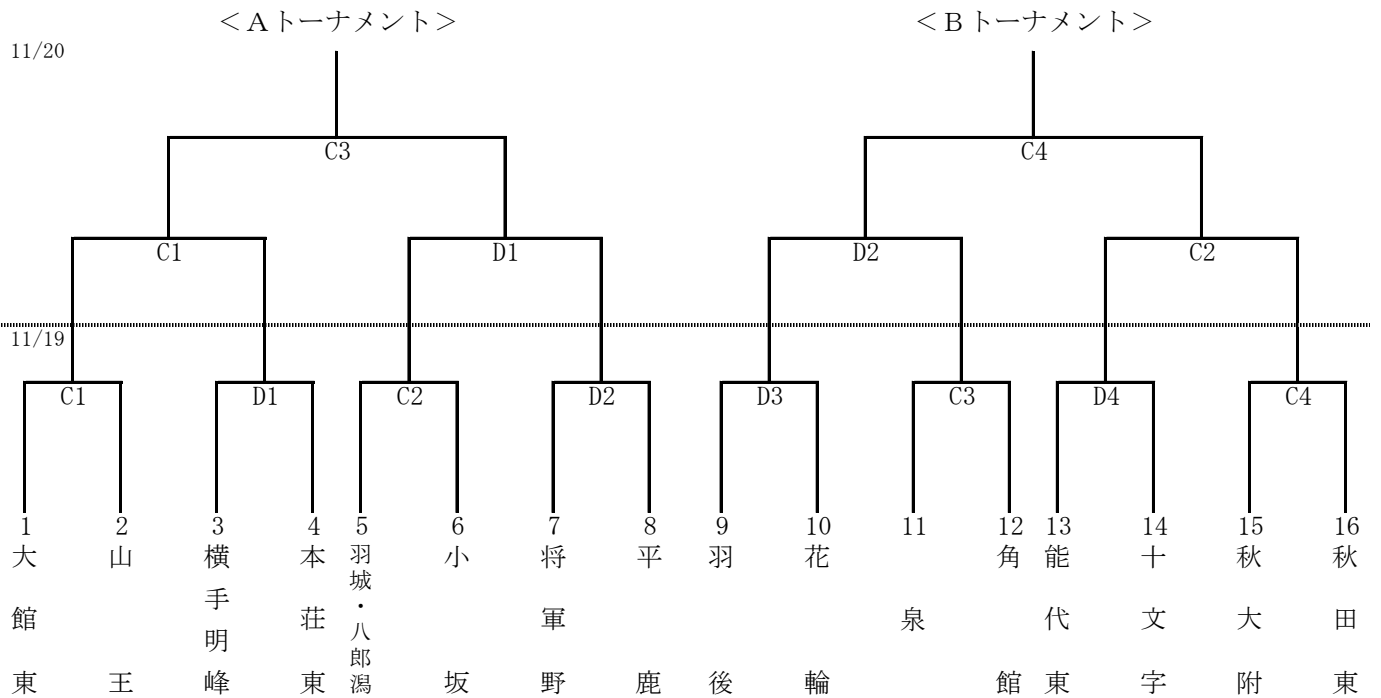 ＜Aトーナメント＞ ＜Bトーナメント＞
11/20
C3 C4
C1 D1 D2 C2
11/19
C1 D1 C2 D2 D3 C3 D4 C4
1 2 3 4 5 6 7 8 9 10 11 12 13 14 15 16
大館東
山王
横手明峰
本荘東
羽城・八郎潟
小坂
将軍野
平鹿
羽後
花輪
泉
角館
能代東
十文字
秋大附
秋田東